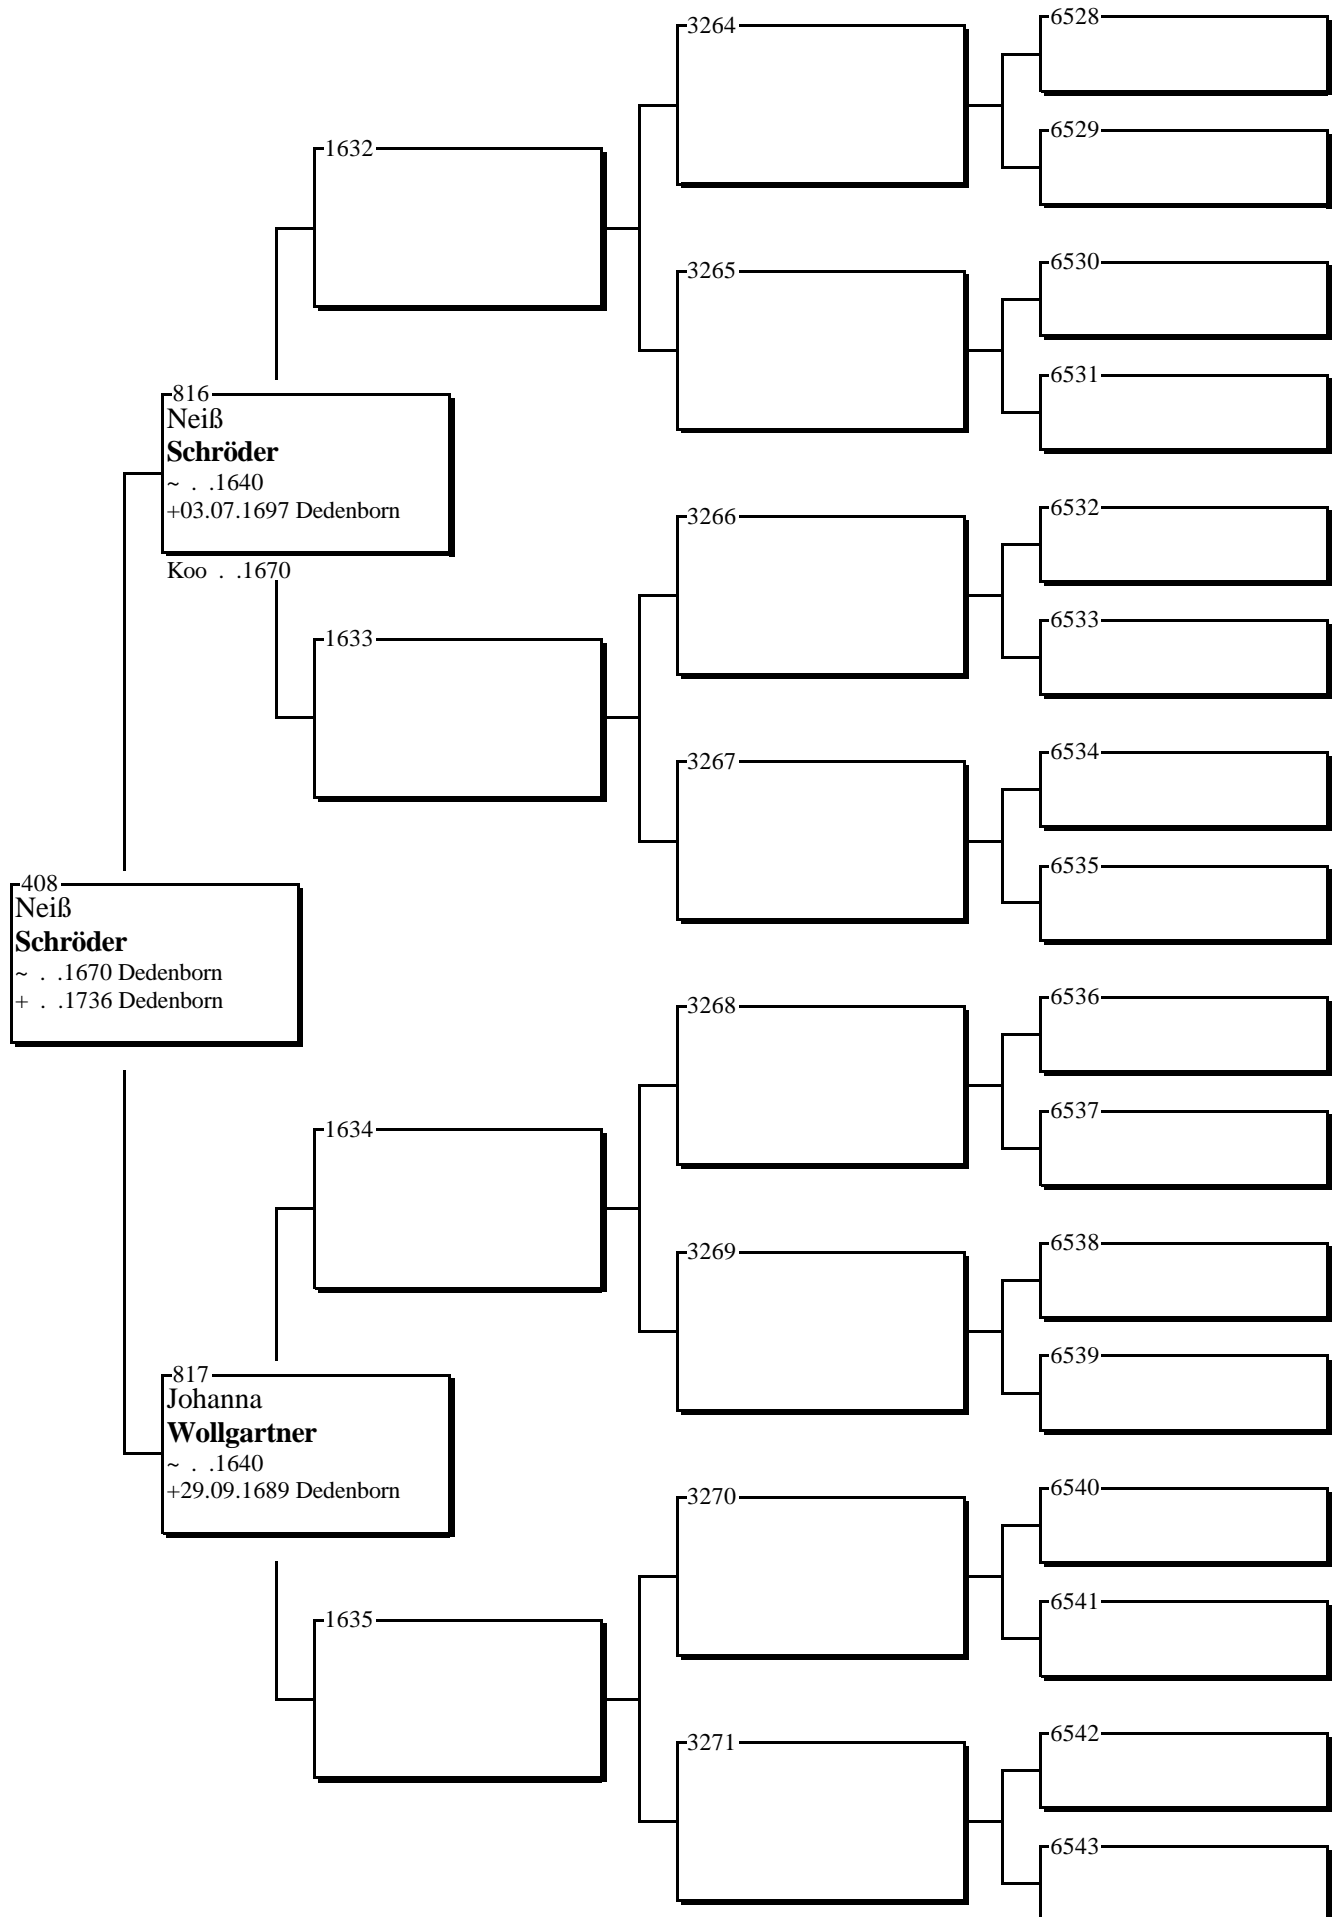 6528
3264
6529
1632
6530
3265
6531
816
Neiß
Schröder
~ . .1640
+03.07.1697 Dedenborn
Koo . .1670
6532
3266
6533
1633
6534
3267
6535
408
Neiß
Schröder
~ . .1670 Dedenborn
+ . .1736 Dedenborn
6536
3268
6537
1634
6538
3269
6539
817
Johanna
Wollgartner
~ . .1640
+29.09.1689 Dedenborn
6540
3270
6541
1635
6542
3271
6543